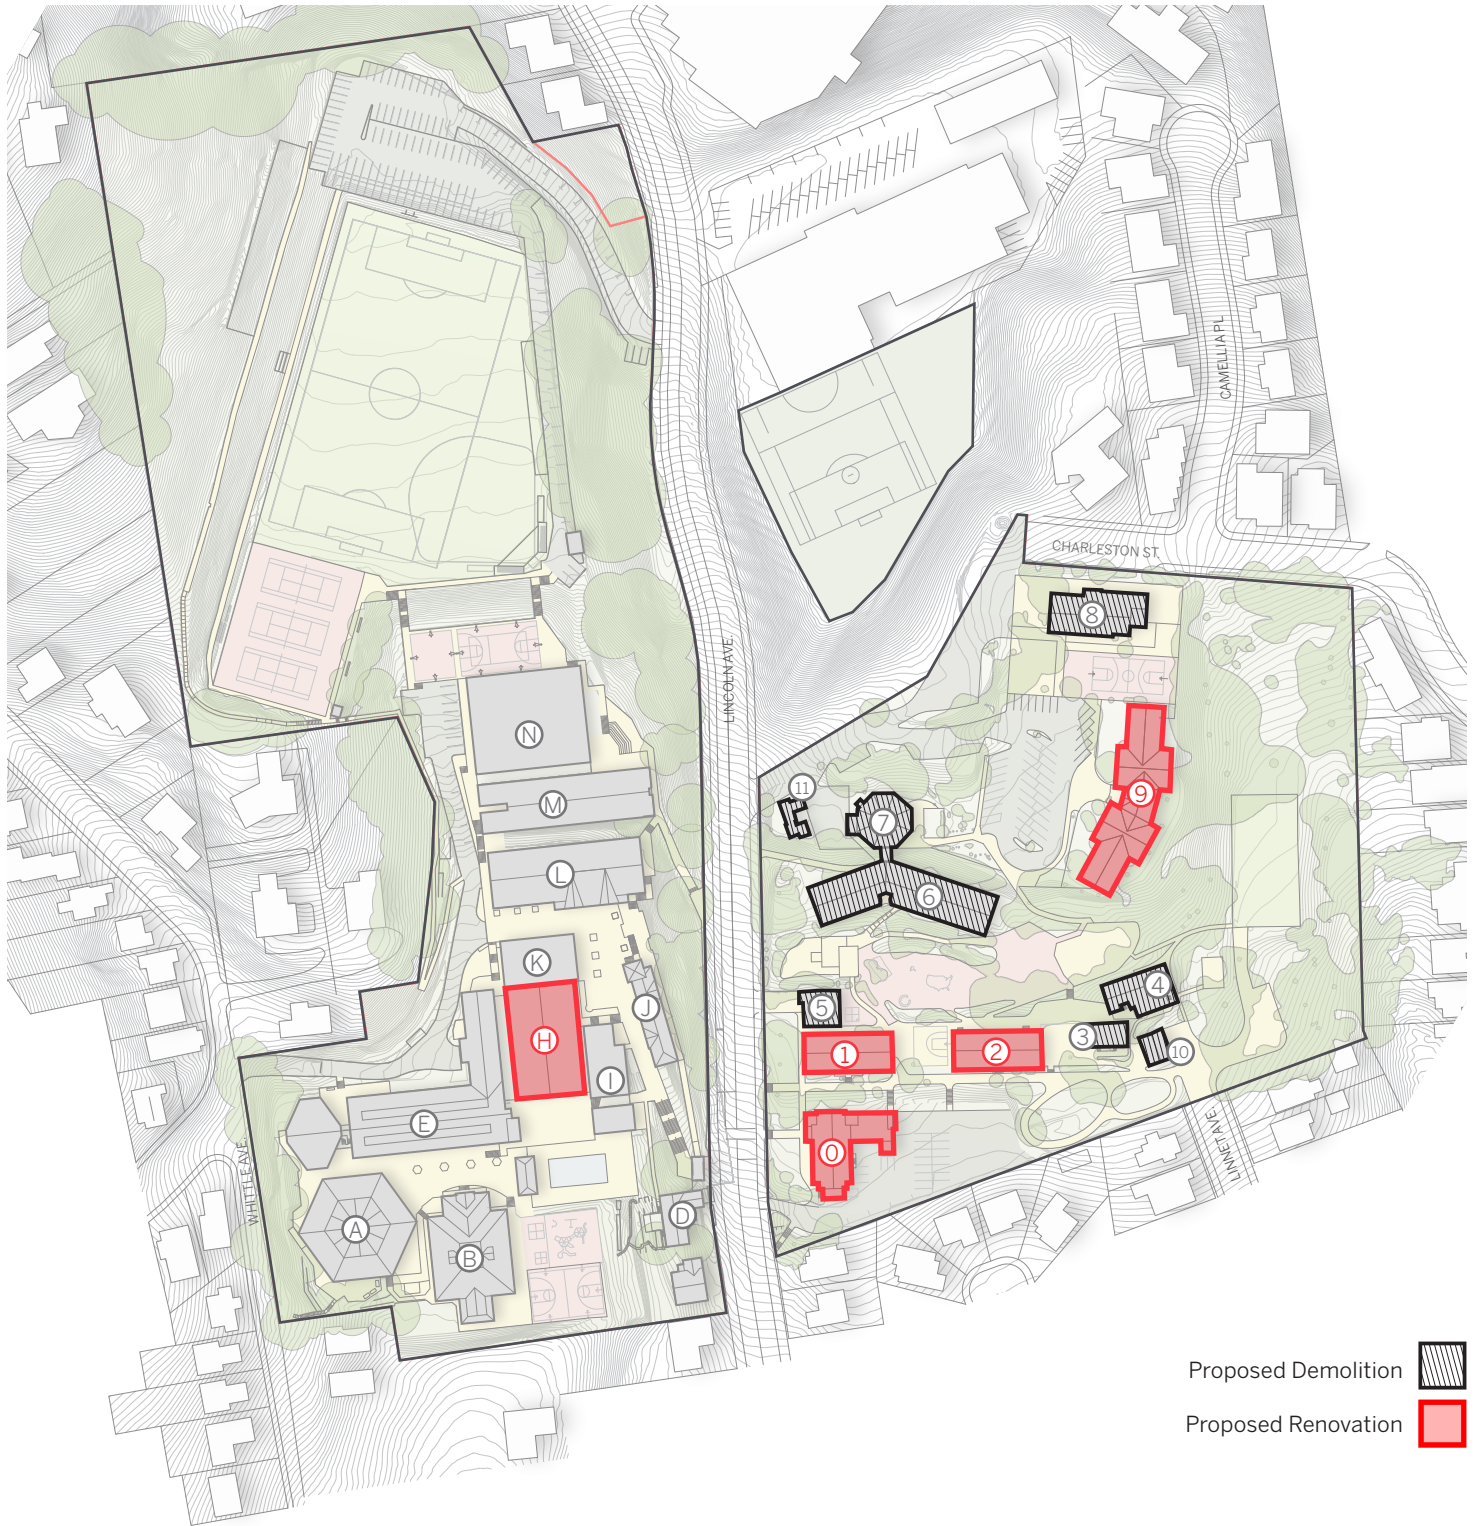 CAMELLIA PL
CHARLESTON ST.
8
LINCOLN AVE.
N
11
9
M
7
L
6
K
4
J
5
3
H
1
2
10
I
E
0
LINNET AVE
WHITTLE AVE.
A
D
B
Proposed Demolition
Proposed Renovation